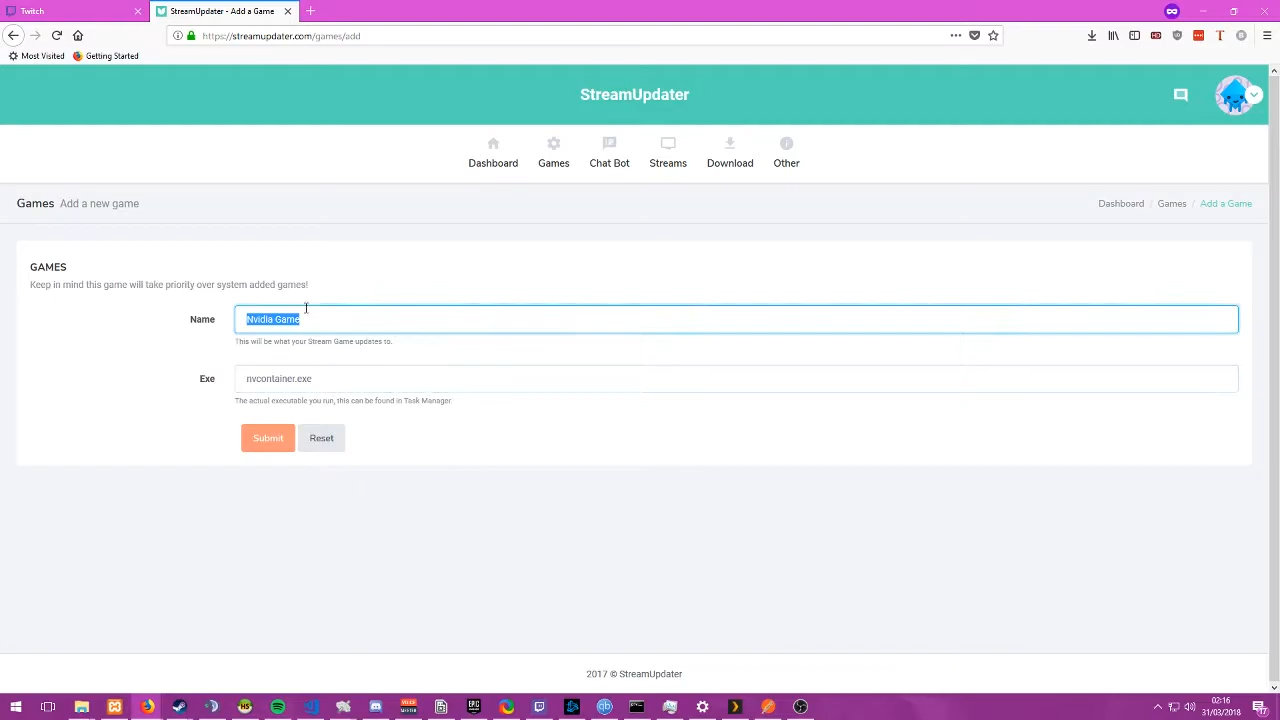 Twitch
StreamUpdater - Add a Game
https://streamupdater.com/games/add
Most Visited Getting Started
StreamUpdater
Dashboard Games Chat Bot Streams Download Other
Games Add a new game
Dashboard / Games / Add a Game
GAMES
Keep in mind this game will take priority over system added games!
Name Nvidia Game
This will be what your Stream Game updates to.
Exe nvcontainer.exe
The actual executable you run, this can be found in Task Manager.
Submit Reset
2017 © StreamUpdater
02:16
31/03/2018